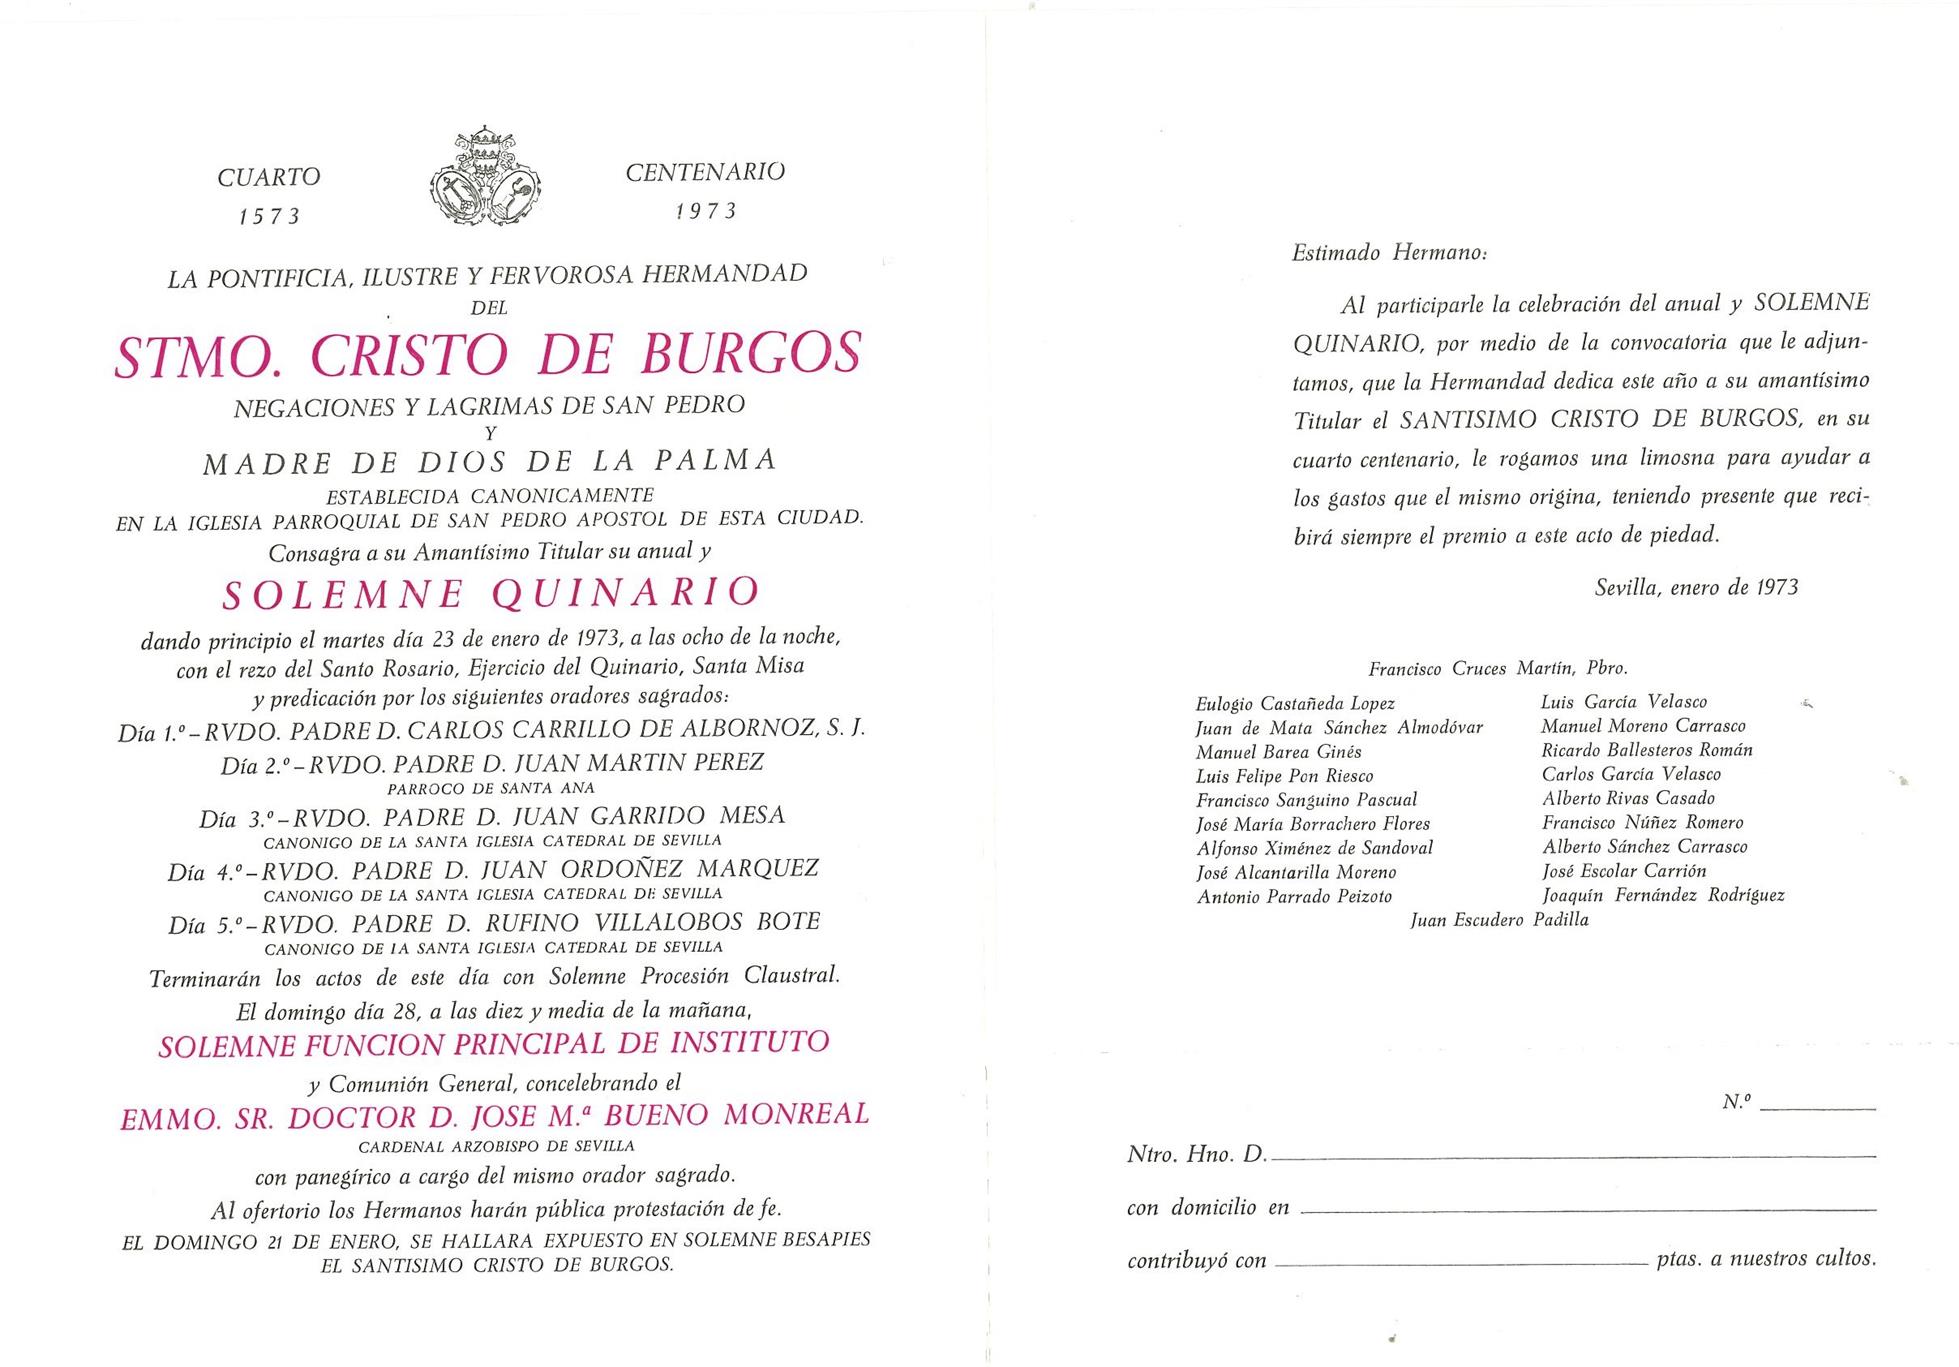 CUARTO
1573
CENTENARIO
1973
LA PONTIFICIA, ILUSTRE Y FERVOROSA HERMANDAD
DEL
STMO. CRISTO DE BURGOS
NEGACIONES Y LAGRIMAS DE SAN PEDRO
Y
MADRE DE DIOS DE LA PALMA
ESTABLECIDA CANONICAMENTE
EN LA IGLESIA PARROQUIAL DE SAN PEDRO APOSTOL DE ESTA CIUDAD.
Consagra a su Amantísimo Titular su anual y
SOLEMNE QUINARIO
dando principio el martes día 23 de enero de 1973, a las ocho de la noche,
con el rezo del Santo Rosario, Ejercicio del Quinario, Santa Misa
y predicación por los siguientes oradores sagrados:
Día 1.º – RVDO. PADRE D. CARLOS CARRILLO DE ALBORNOZ, S. J.
Día 2.º – RVDO. PADRE D. JUAN MARTIN PEREZ
PARROCO DE SANTA ANA
Día 3.º – RVDO. PADRE D. JUAN GARRIDO MESA
CANONIGO DE LA SANTA IGLESIA CATEDRAL DE SEVILLA
Día 4.º – RVDO. PADRE D. JUAN ORDOÑEZ MARQUEZ
CANONIGO DE LA SANTA IGLESIA CATEDRAL DE SEVILLA
Día 5.º – RVDO. PADRE D. RUFINO VILLALOBOS BOTE
CANONIGO DE LA SANTA IGLESIA CATEDRAL DE SEVILLA
Terminarán los actos de este día con Solemne Procesión Claustral.
El domingo día 28, a las diez y media de la mañana,
SOLEMNE FUNCION PRINCIPAL DE INSTITUTO
y Comunión General, concelebrando el
EMMO. SR. DOCTOR D. JOSE M.ª BUENO MONREAL
CARDENAL ARZOBISPO DE SEVILLA
con panegírico a cargo del mismo orador sagrado.
Al ofertorio los Hermanos harán pública protestación de fe.
EL DOMINGO 21 DE ENERO, SE HALLARA EXPUESTO EN SOLEMNE BESAPIES
EL SANTISIMO CRISTO DE BURGOS.
Estimado Hermano:
Al participarle la celebración del anual y SOLEMNE
QUINARIO, por medio de la convocatoria que le adjun-
tamos, que la Hermandad dedica este año a su amantísimo
Titular el SANTISIMO CRISTO DE BURGOS, en su
cuarto centenario, le rogamos una limosna para ayudar a
los gastos que el mismo origina, teniendo presente que reci-
birá siempre el premio a este acto de piedad.
Sevilla, enero de 1973
Francisco Cruces Martín, Pbro.
Eulogio Castañeda Lopez
Juan de Mata Sánchez Almodóvar
Manuel Barea Ginés
Luis Felipe Pon Riesco
Francisco Sanguino Pascual
José María Borrachero Flores
Alfonso Ximénez de Sandoval
José Alcantarilla Moreno
Antonio Parrado Peizoto
Luis García Velasco
Manuel Moreno Carrasco
Ricardo Ballesteros Román
Carlos García Velasco
Alberto Rivas Casado
Francisco Núñez Romero
Alberto Sánchez Carrasco
José Escolar Carrión
Joaquín Fernández Rodríguez
Juan Escudero Padilla
N.º
Ntro. Hno. D.
con domicilio en
contribuyó con ptas. a nuestros cultos.